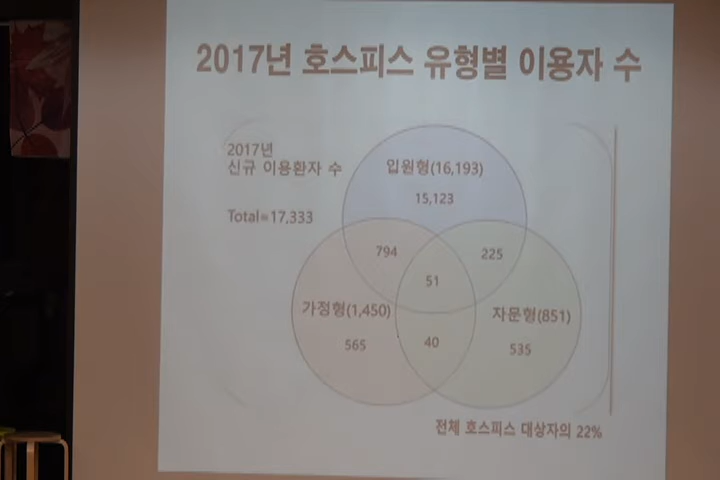 2017년 호스피스 유형별 이용자 수
2017년
신규 이용환자 수
Total=17,333
입원형(16,193)
15,123
794
225
51
가정형(1,450)
자문형(851)
565
40
535
전체 호스피스 대상자의 22%